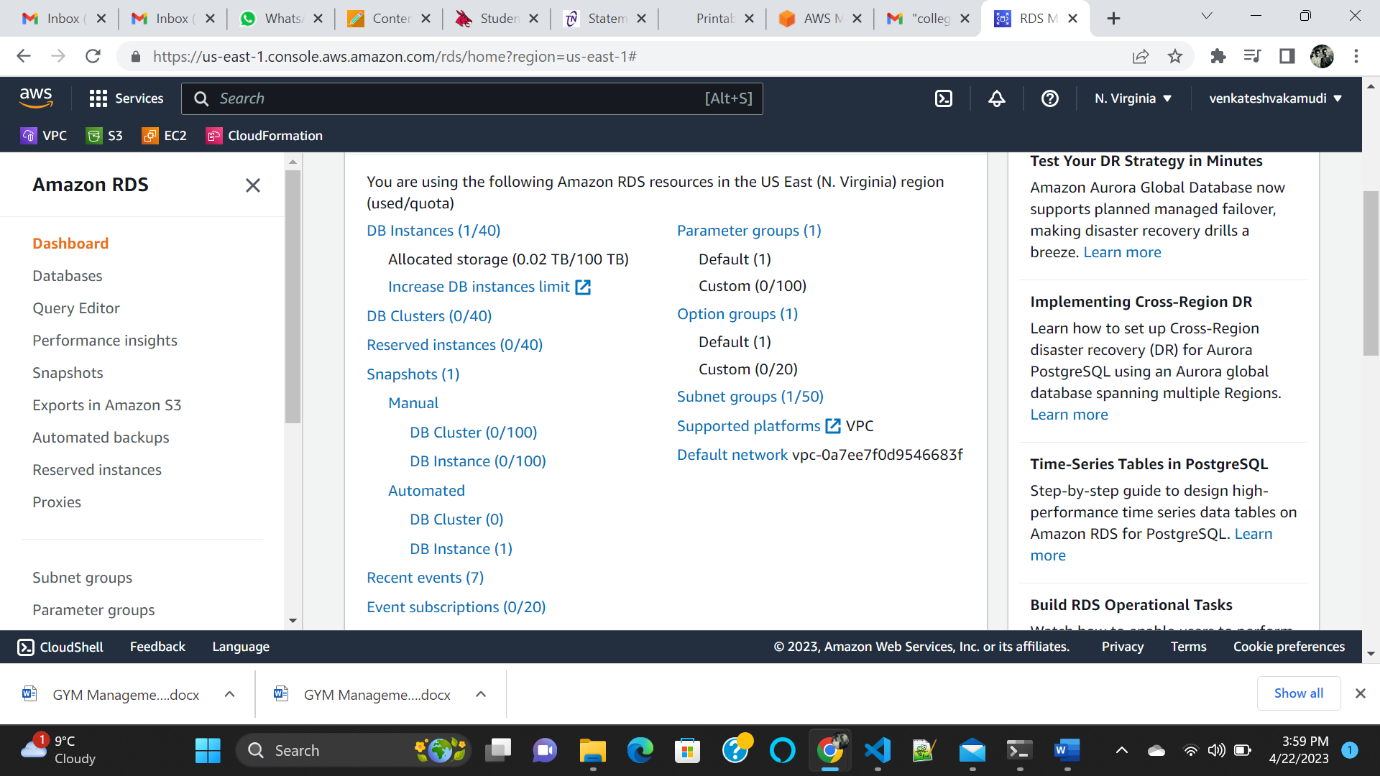 Inbox (
Inbox (
Whats
Conter
Studen
Statem
Printab
AWS M
"colleg
RDS M
https://us-east-1.console.aws.amazon.com/rds/home?region=us-east-1#
aws
Services
Search
[Alt+S]
N. Virginia
venkateshvakamudi
VPC
S3
EC2
CloudFormation
Amazon RDS
Dashboard
Databases
Query Editor
Performance insights
Snapshots
Exports in Amazon S3
Automated backups
Reserved instances
Proxies
Subnet groups
Parameter groups
You are using the following Amazon RDS resources in the US East (N. Virginia) region
(used/quota)
DB Instances (1/40)
Allocated storage (0.02 TB/100 TB)
Increase DB instances limit
DB Clusters (0/40)
Reserved instances (0/40)
Snapshots (1)
Manual
DB Cluster (0/100)
DB Instance (0/100)
Automated
DB Cluster (0)
DB Instance (1)
Recent events (7)
Event subscriptions (0/20)
Parameter groups (1)
Default (1)
Custom (0/100)
Option groups (1)
Default (1)
Custom (0/20)
Subnet groups (1/50)
Supported platforms VPC
Default network vpc-0a7ee7f0d9546683f
Test Your DR Strategy in Minutes
Amazon Aurora Global Database now
supports planned managed failover,
making disaster recovery drills a
breeze. Learn more
Implementing Cross-Region DR
Learn how to set up Cross-Region
disaster recovery (DR) for Aurora
PostgreSQL using an Aurora global
database spanning multiple Regions.
Learn more
Time-Series Tables in PostgreSQL
Step-by-step guide to design high-
performance time series data tables on
Amazon RDS for PostgreSQL. Learn
more
Build RDS Operational Tasks
Watch how to enable users to perform
CloudShell
Feedback
Language
© 2023, Amazon Web Services, Inc. or its affiliates.
Privacy
Terms
Cookie preferences
GYM Manageme....docx
GYM Manageme....docx
Show all
1
9°C
Cloudy
Search
3:59 PM
4/22/2023
1